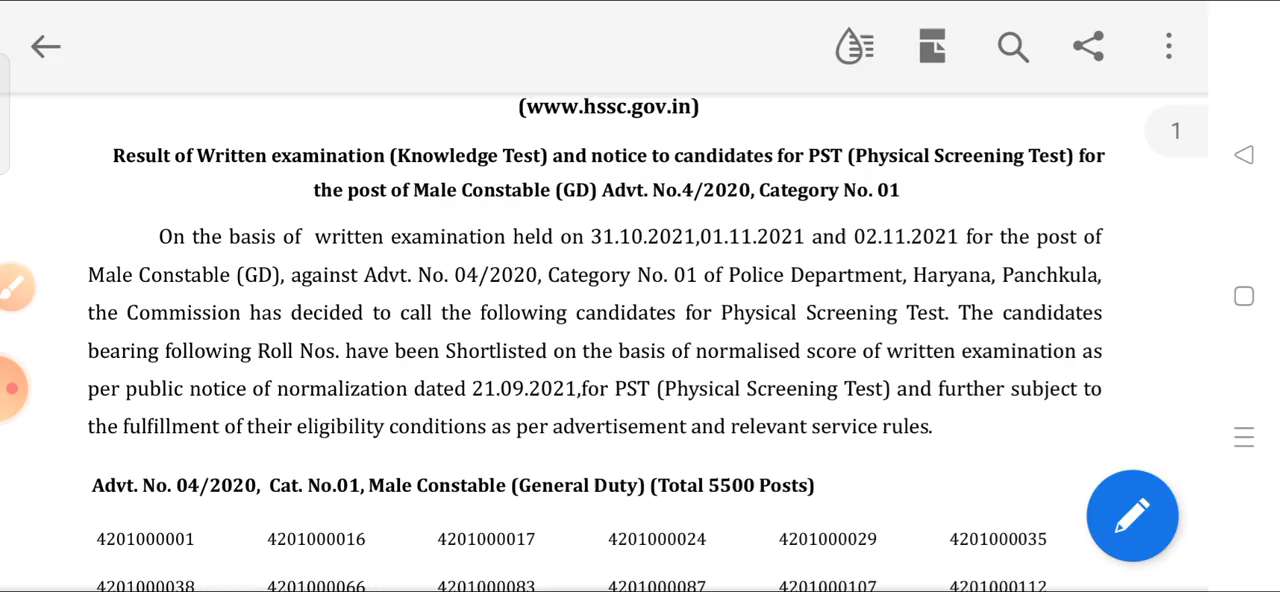 (www.hssc.gov.in)
1
Result of Written examination (Knowledge Test) and notice to candidates for PST (Physical Screening Test) for
the post of Male Constable (GD) Advt. No.4/2020, Category No. 01
On the basis of written examination held on 31.10.2021,01.11.2021 and 02.11.2021 for the post of
Male Constable (GD), against Advt. No. 04/2020, Category No. 01 of Police Department, Haryana, Panchkula,
the Commission has decided to call the following candidates for Physical Screening Test. The candidates
bearing following Roll Nos. have been Shortlisted on the basis of normalised score of written examination as
per public notice of normalization dated 21.09.2021,for PST (Physical Screening Test) and further subject to
the fulfillment of their eligibility conditions as per advertisement and relevant service rules.
Advt. No. 04/2020, Cat. No.01, Male Constable (General Duty) (Total 5500 Posts)
4201000001 4201000016 4201000017 4201000024 4201000029 4201000035
4201000038 4201000066 4201000083 4201000087 4201000107 4201000112